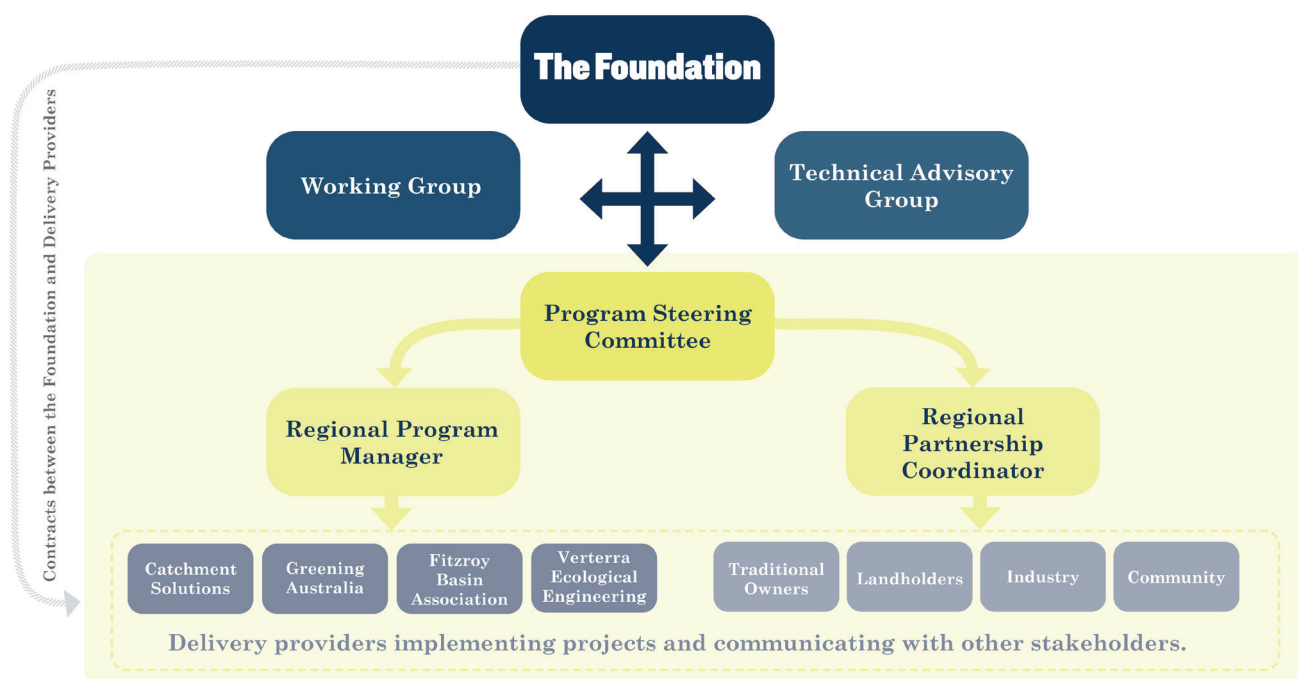 The Foundation
Contracts between the Foundation and Delivery Providers
Working Group
Technical Advisory
Group
Program Steering
Committee
Regional Program
Manager
Regional
Partnership
Coordinator
Catchment
Solutions
Greening
Australia
Fitzroy
Basin
Association
Verterra
Ecological
Engineering
Traditional
Owners
Landholders
Industry
Community
Delivery providers implementing projects and communicating with other stakeholders.